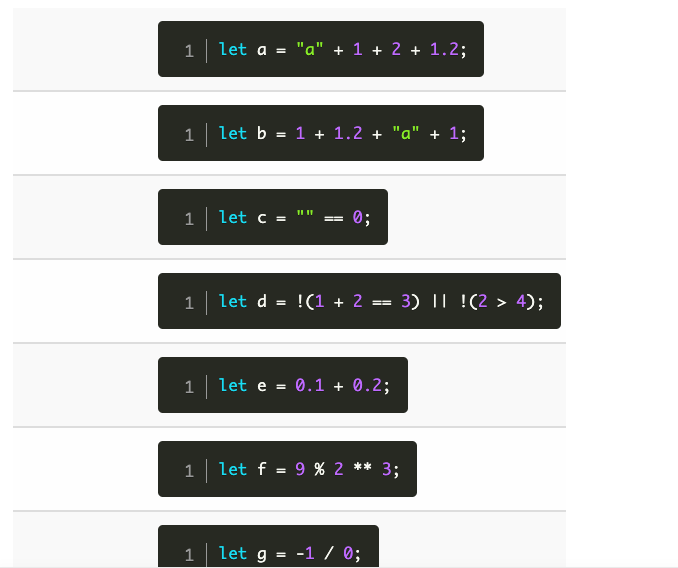 1 let a = "a" + 1 + 2 + 1.2;
1 let b = 1 + 1.2 + "a" + 1;
1 let c = "" == 0;
1 let d = !(1 + 2 == 3) || !(2 > 4);
1 let e = 0.1 + 0.2;
1 let f = 9 % 2 ** 3;
1 let g = -1 / 0;